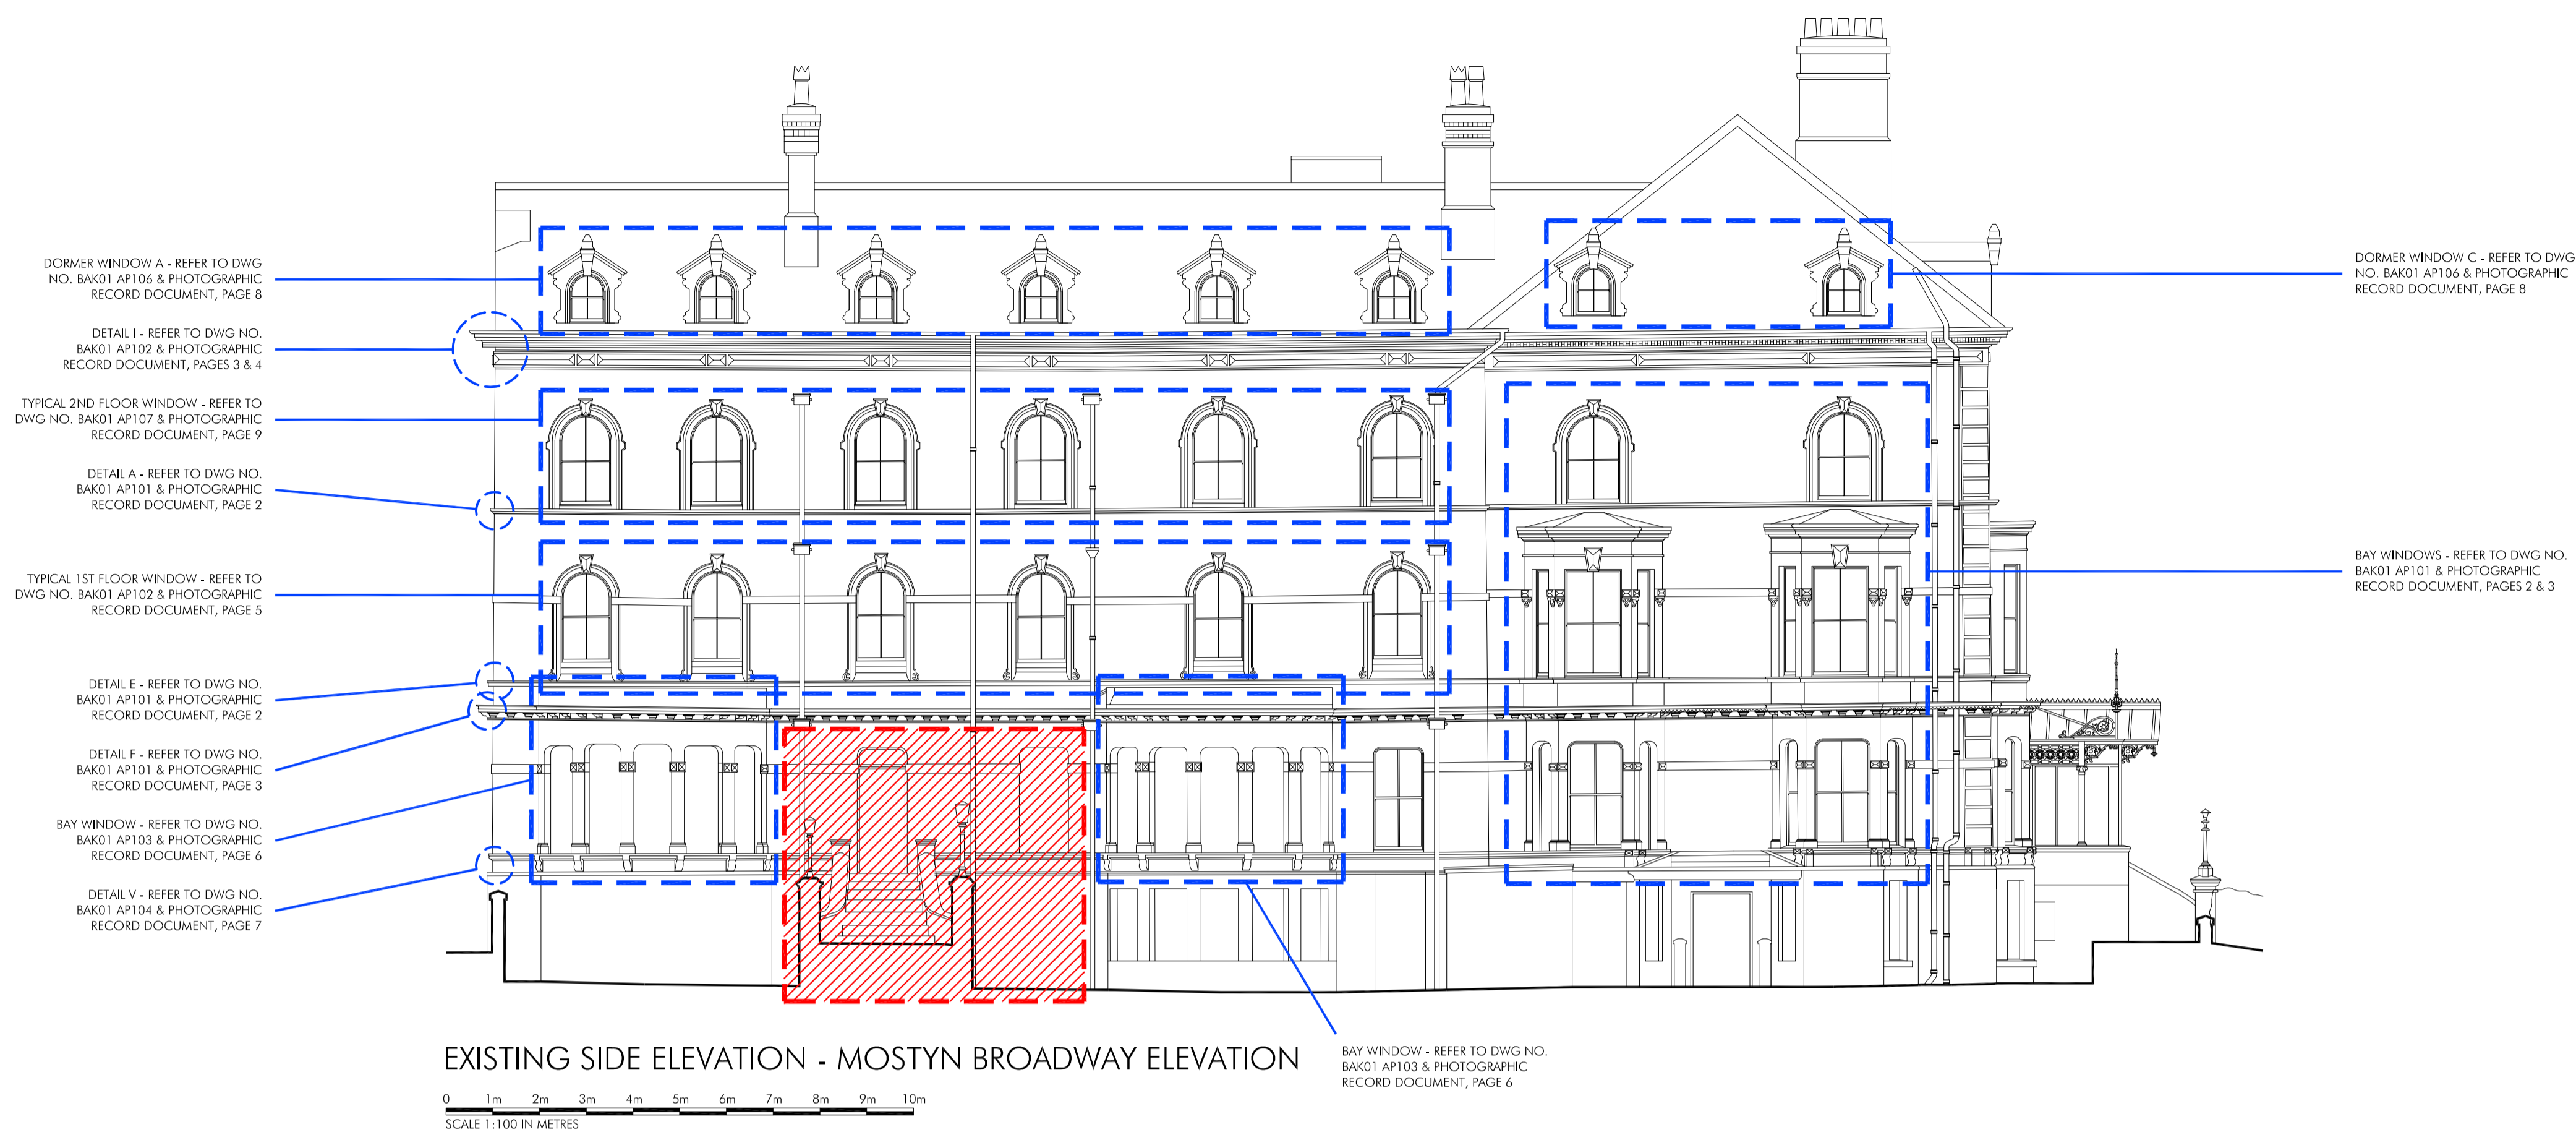 DORMER WINDOW A - REFER TO DWG
NO. BAK01 AP106 & PHOTOGRAPHIC
RECORD DOCUMENT, PAGE 8
DETAIL I - REFER TO DWG NO.
BAK01 AP102 & PHOTOGRAPHIC
RECORD DOCUMENT, PAGES 3 & 4
TYPICAL 2ND FLOOR WINDOW - REFER TO
DWG NO. BAK01 AP107 & PHOTOGRAPHIC
RECORD DOCUMENT, PAGE 9
DETAIL A - REFER TO DWG NO.
BAK01 AP101 & PHOTOGRAPHIC
RECORD DOCUMENT, PAGE 2
TYPICAL 1ST FLOOR WINDOW - REFER TO
DWG NO. BAK01 AP102 & PHOTOGRAPHIC
RECORD DOCUMENT, PAGE 5
DETAIL E - REFER TO DWG NO.
BAK01 AP101 & PHOTOGRAPHIC
RECORD DOCUMENT, PAGE 2
DETAIL F - REFER TO DWG NO.
BAK01 AP101 & PHOTOGRAPHIC
RECORD DOCUMENT, PAGE 3
BAY WINDOW - REFER TO DWG NO.
BAK01 AP103 & PHOTOGRAPHIC
RECORD DOCUMENT, PAGE 6
DETAIL V - REFER TO DWG NO.
BAK01 AP104 & PHOTOGRAPHIC
RECORD DOCUMENT, PAGE 7
DORMER WINDOW C - REFER TO DWG
NO. BAK01 AP106 & PHOTOGRAPHIC
RECORD DOCUMENT, PAGE 8
BAY WINDOWS - REFER TO DWG NO.
BAK01 AP101 & PHOTOGRAPHIC
RECORD DOCUMENT, PAGES 2 & 3
BAY WINDOW - REFER TO DWG NO.
BAK01 AP103 & PHOTOGRAPHIC
RECORD DOCUMENT, PAGE 6
EXISTING SIDE ELEVATION - MOSTYN BROADWAY ELEVATION
0 1m 2m 3m 4m 5m 6m 7m 8m 9m 10m
SCALE 1:100 IN METRES